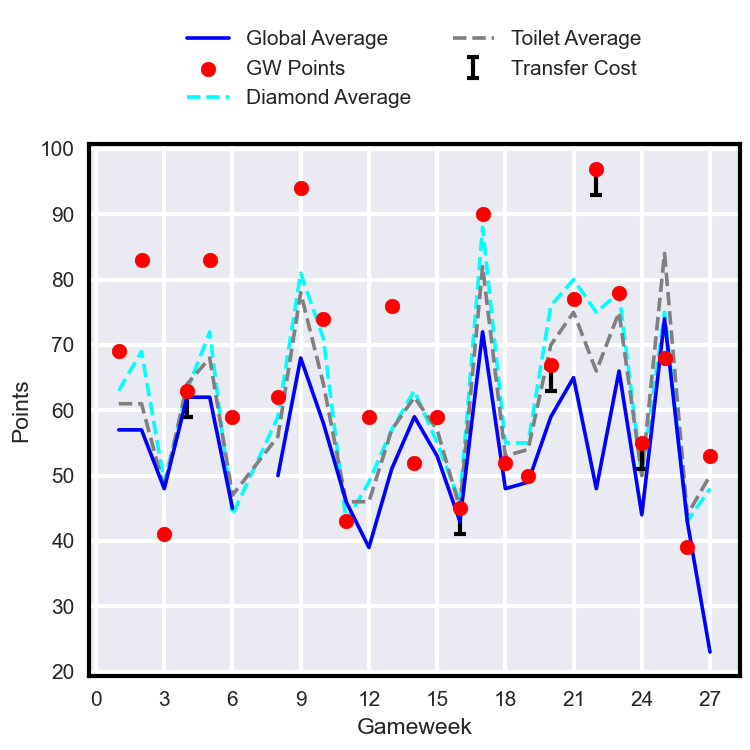 Global Average
GW Points
Diamond Average
Toilet Average
Transfer Cost
100
90
80
70
60
50
40
30
20
Points
0 3 6 9 12 15 18 21 24 27
Gameweek